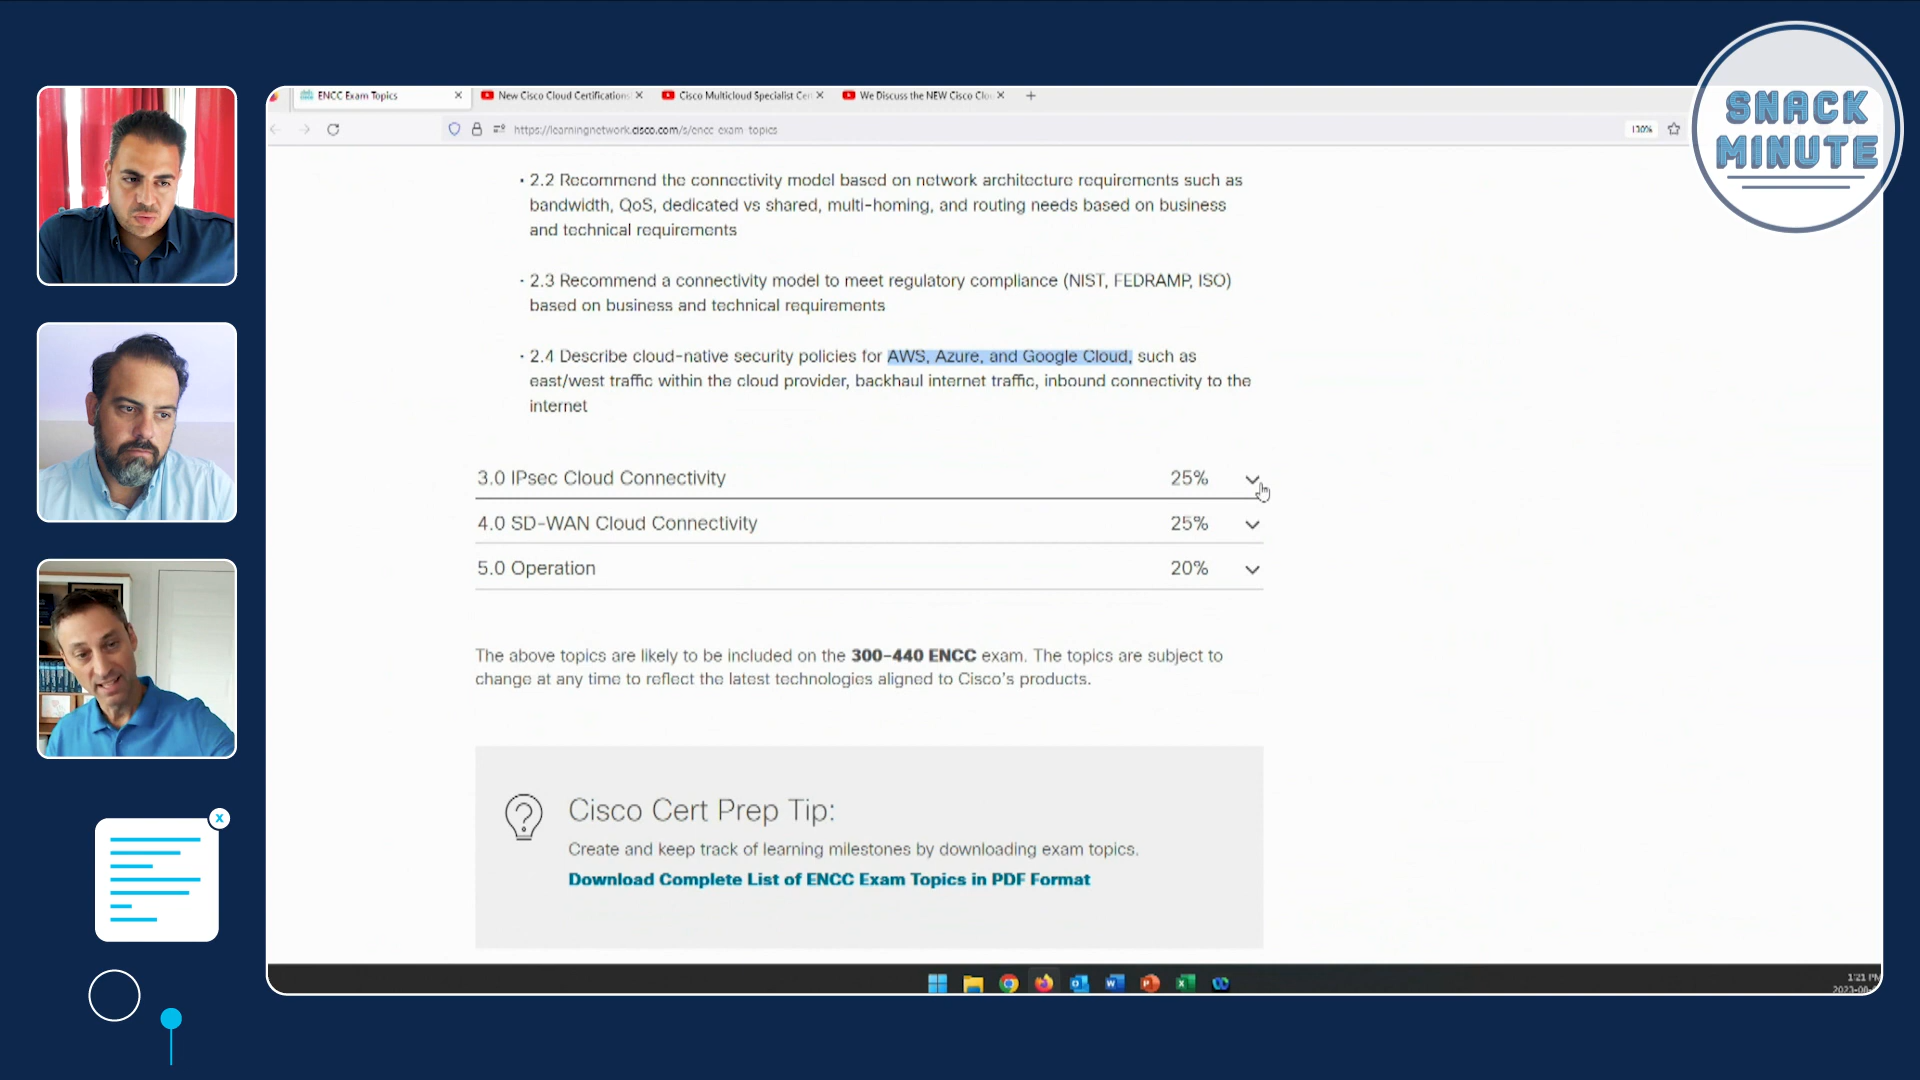 SNACK
MINUTE
ENCC Exam Topics
New Cisco Cloud Certification
Cisco Multicloud Specialist Cer
We Discuss the NEW Cisco Clo
https://learningnetwork.cisco.com/s/encc-exam-topics
130%
· 2.2 Recommend the connectivity model based on network architecture requirements such as
bandwidth, QoS, dedicated vs shared, multi-homing, and routing needs based on business
and technical requirements
· 2.3 Recommend a connectivity model to meet regulatory compliance (NIST, FEDRAMP, ISO)
based on business and technical requirements
· 2.4 Describe cloud-native security policies for AWS, Azure, and Google Cloud, such as
east/west traffic within the cloud provider, backhaul internet traffic, inbound connectivity to the
internet
3.0 IPsec Cloud Connectivity 25%
4.0 SD-WAN Cloud Connectivity 25%
5.0 Operation 20%
The above topics are likely to be included on the 300-440 ENCC exam. The topics are subject to
change at any time to reflect the latest technologies aligned to Cisco's products.
Cisco Cert Prep Tip:
Create and keep track of learning milestones by downloading exam topics.
Download Complete List of ENCC Exam Topics in PDF Format
x
1:21 PM